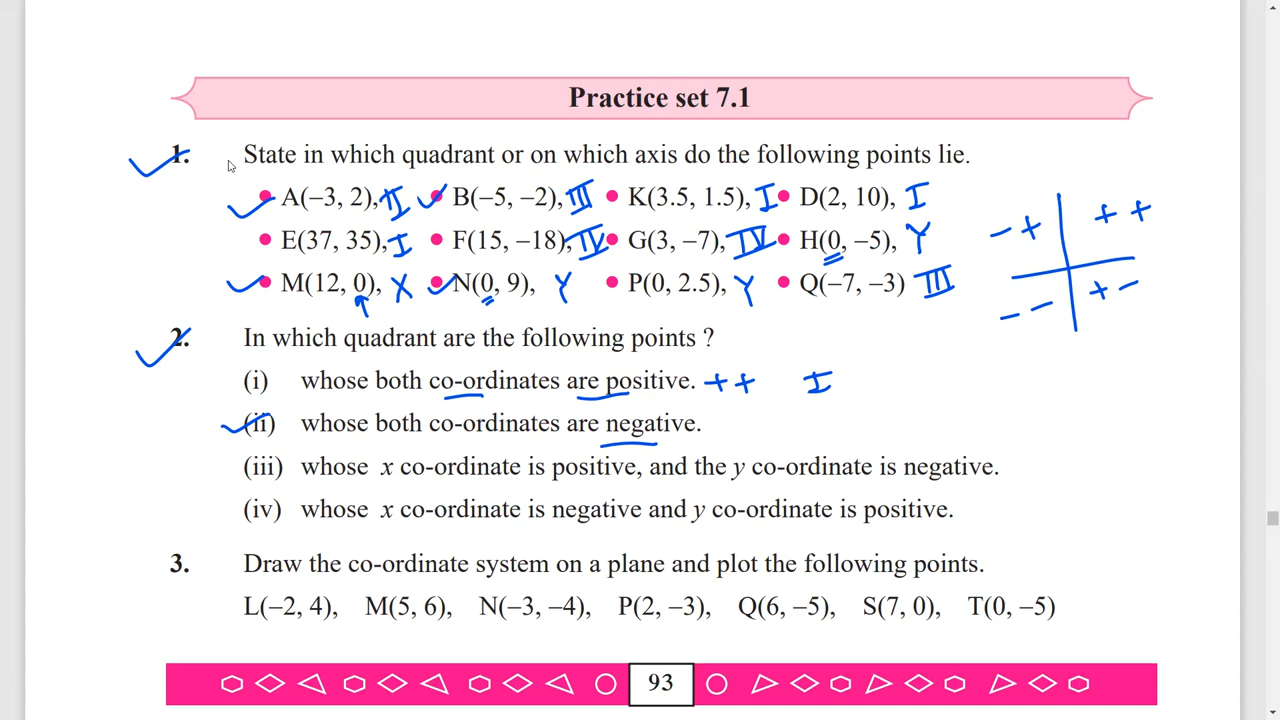 Practice set 7.1
1. State in which quadrant or on which axis do the following points lie.
• A(–3, 2), II • B(–5, –2), III • K(3.5, 1.5), I • D(2, 10), I
• E(37, 35), I • F(15, –18), IV • G(3, –7), IV • H(0, –5), Y
• M(12, 0), X • N(0, 9), Y • P(0, 2.5), Y • Q(–7, –3) III
– + + +
– – + –
2. In which quadrant are the following points ?
(i) whose both co-ordinates are positive. + + I
(ii) whose both co-ordinates are negative.
(iii) whose x co-ordinate is positive, and the y co-ordinate is negative.
(iv) whose x co-ordinate is negative and y co-ordinate is positive.
3. Draw the co-ordinate system on a plane and plot the following points.
L(–2, 4), M(5, 6), N(–3, –4), P(2, –3), Q(6, –5), S(7, 0), T(0, –5)
93